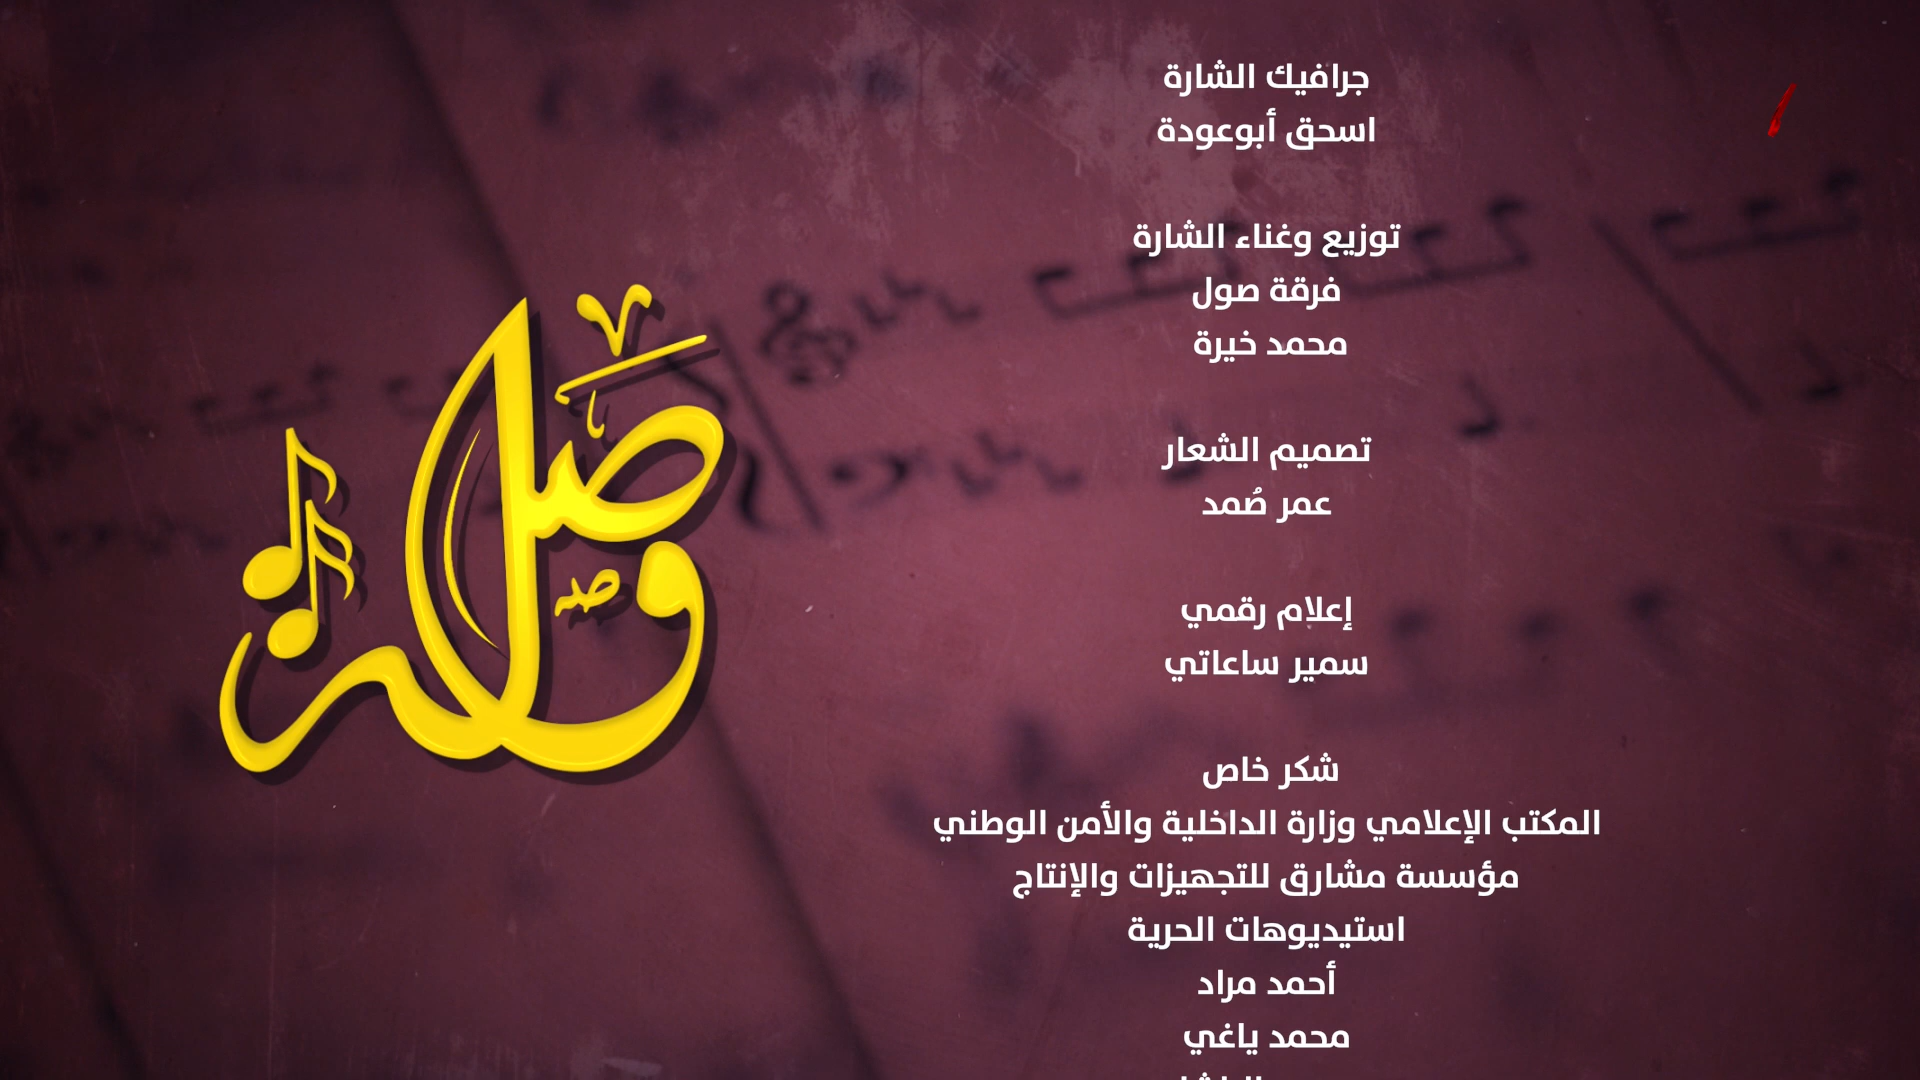 جرافيك الشارة
اسحق أبوعودة
توزيع وغناء الشارة
فرقة صول
محمد خيرة
تصميم الشعار
عمر صُمد
إعلام رقمي
سمير ساعاتي
شكر خاص
المكتب الإعلامي وزارة الداخلية والأمن الوطني
مؤسسة مشارق للتجهيزات والإنتاج
استيديوهات الحرية
أحمد مراد
محمد ياغي